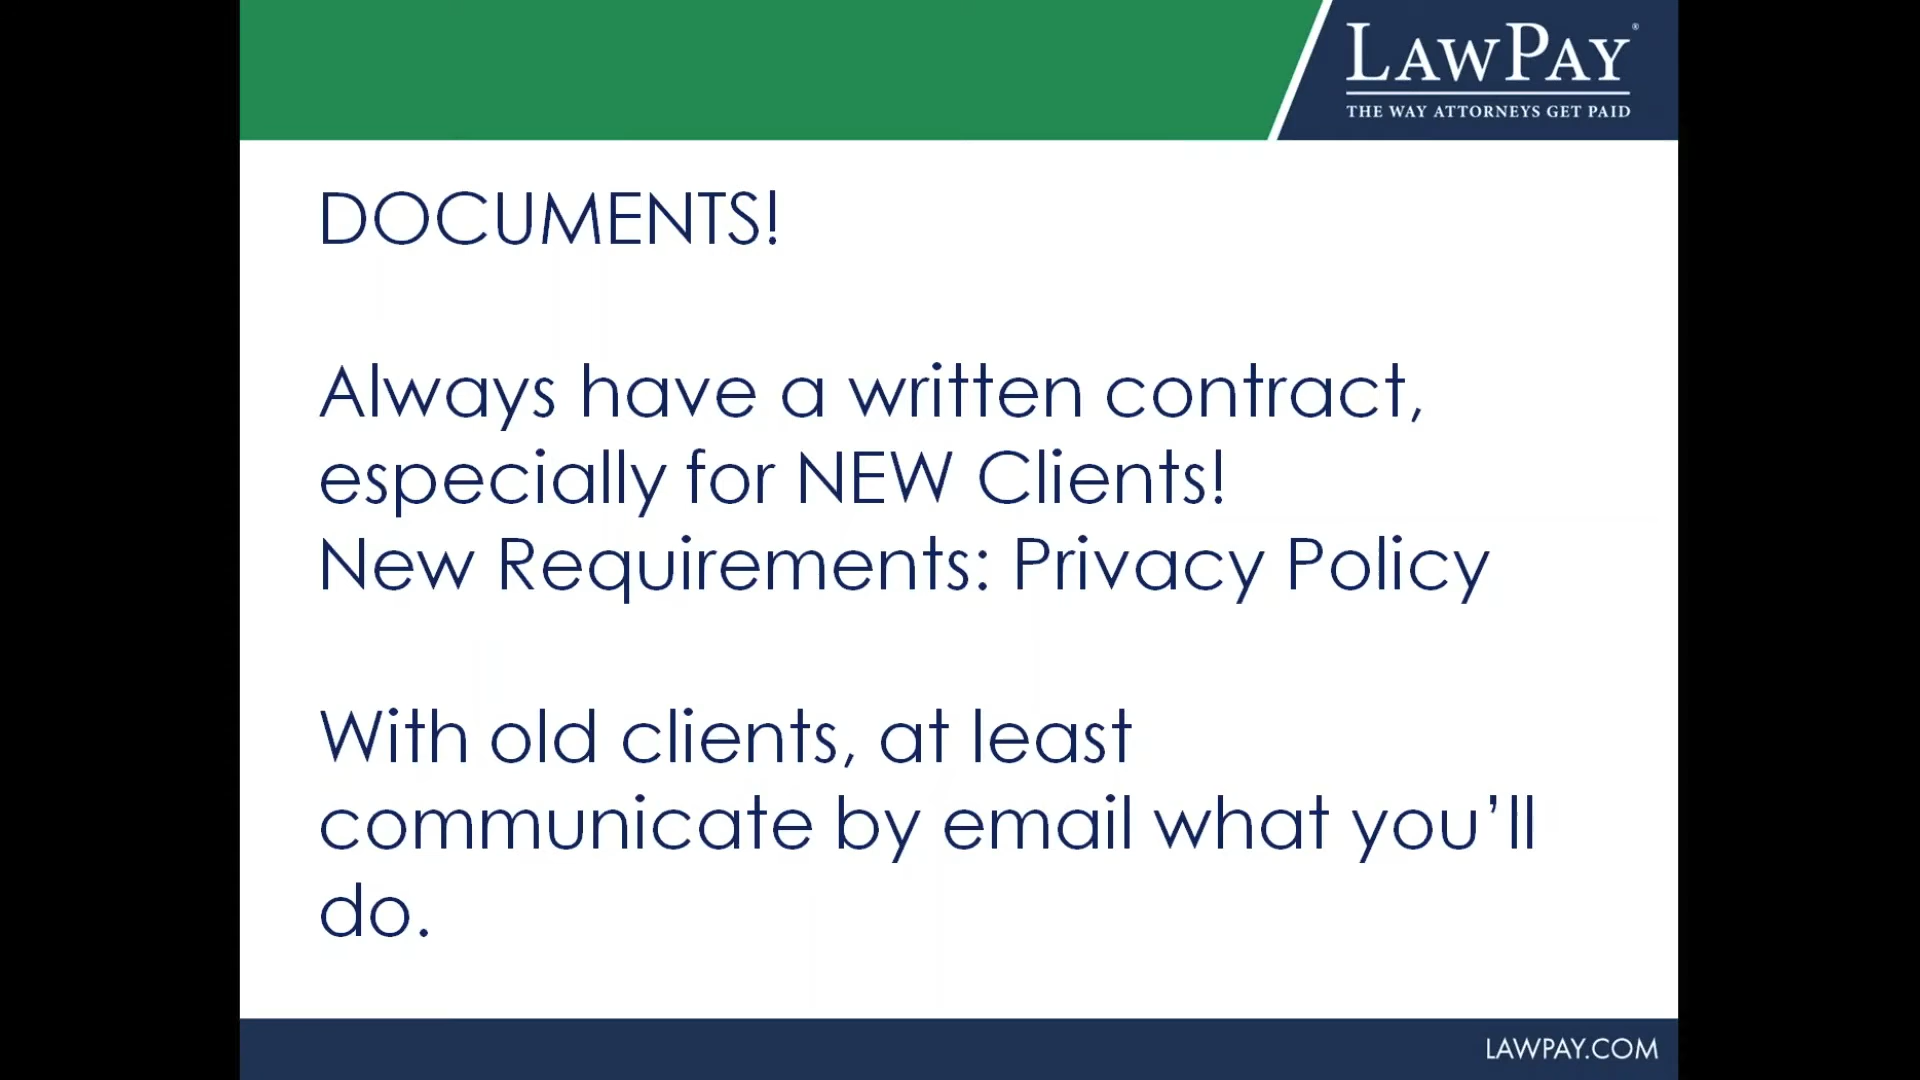 LAWPAY®
THE WAY ATTORNEYS GET PAID
DOCUMENTS!
Always have a written contract,
especially for NEW Clients!
New Requirements: Privacy Policy
With old clients, at least
communicate by email what you’ll
do.
LAWPAY.COM